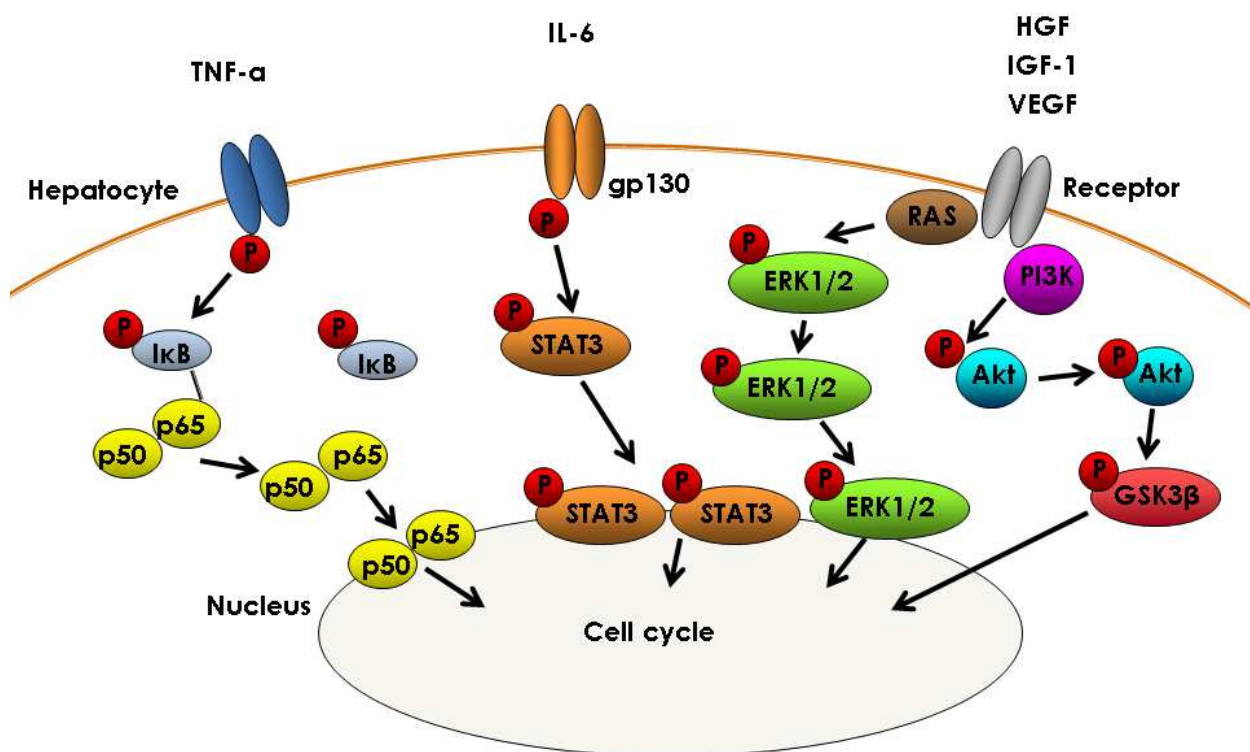 IL-6
HGF
IGF-1
VEGF
TNF-α
Hepatocyte
gp130
Receptor
RAS
P
P
P
ERK1/2
PI3K
P
IκB
P
IκB
P
STAT3
P
ERK1/2
P
Akt
P
Akt
p65
p50
p65
p50
P
STAT3
P
STAT3
P
ERK1/2
P
GSK3β
p65
p50
Nucleus
Cell cycle